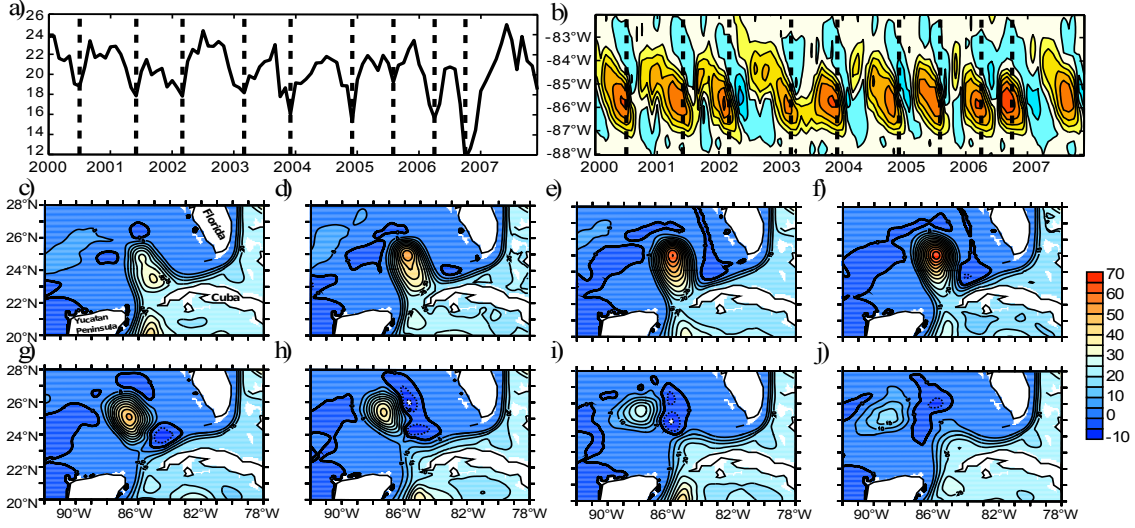 a)
b)
26
24
22
20
18
16
14
12
2000 2001 2002 2003 2004 2005 2006 2007
-83°W
-84°W
-85°W
-86°W
-87°W
-88°W
2000 2001 2002 2003 2004 2005 2006 2007
c) d) e) f)
28°N
26°N
24°N
22°N
20°N
Florida
Cuba
Yucatan
Peninsula
g) h) i) j)
28°N
26°N
24°N
22°N
20°N
90°W 86°W 82°W 78°W
90°W 86°W 82°W 78°W
90°W 86°W 82°W 78°W
90°W 86°W 82°W 78°W
70
60
50
40
30
20
10
0
-10